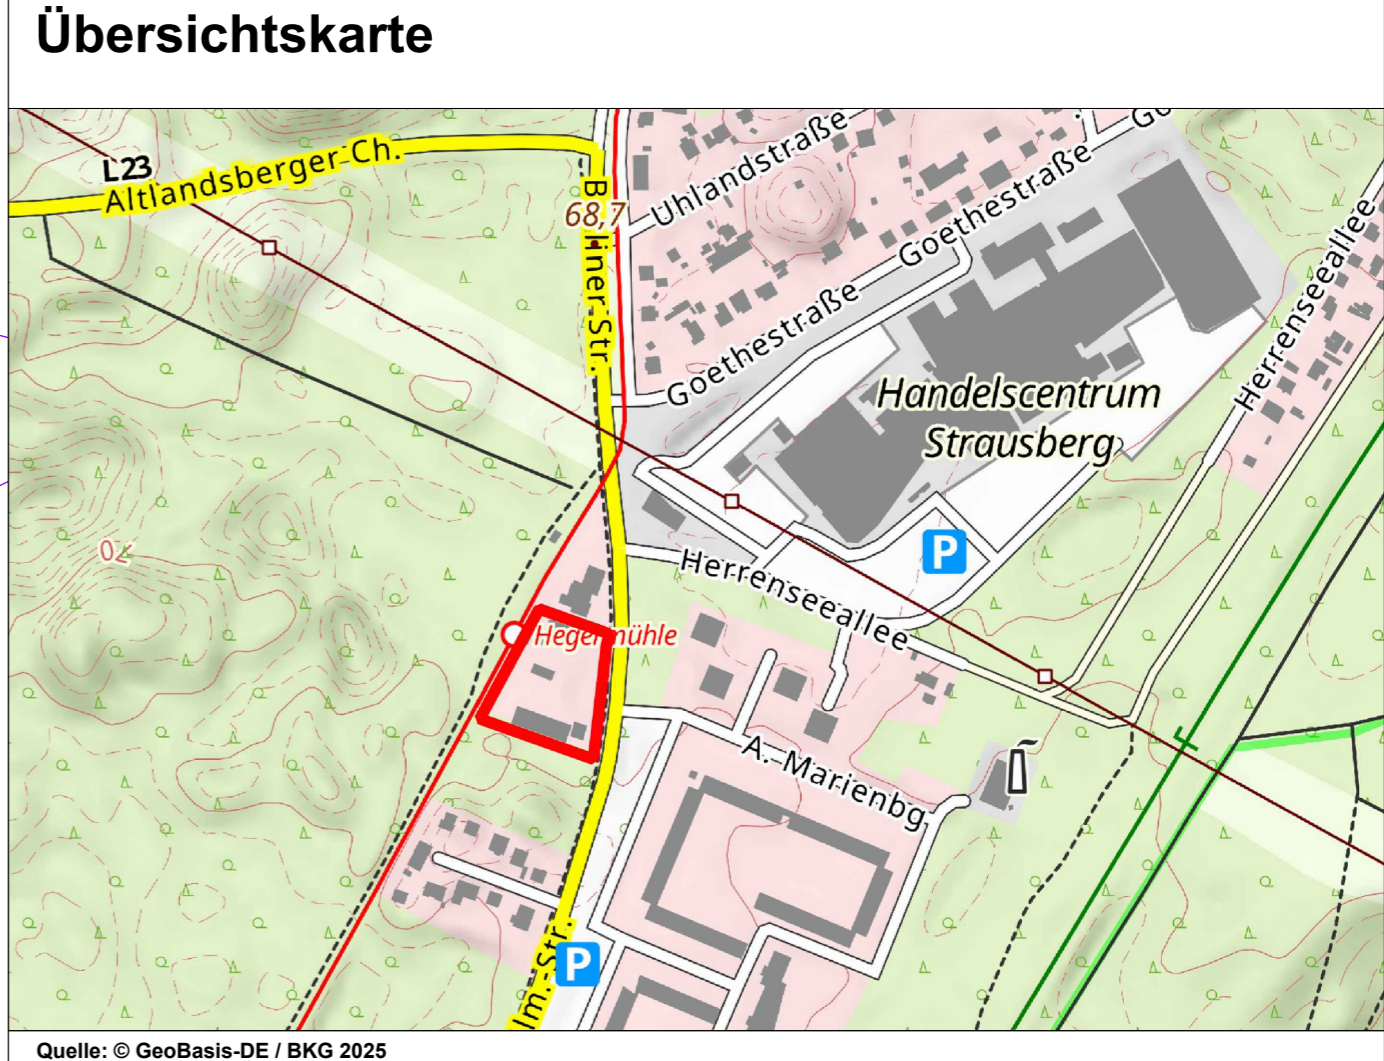 Übersichtskarte
L23
Altlandsberger Ch.
68,7
Uhlandstraße
Goethestraße
Goethestraße
Herrenseeallee
Handelscentrum
Strausberg
70
P
Herrenseeallee
A.-Marienbg.
P
Quelle: © GeoBasis-DE / BKG 2025